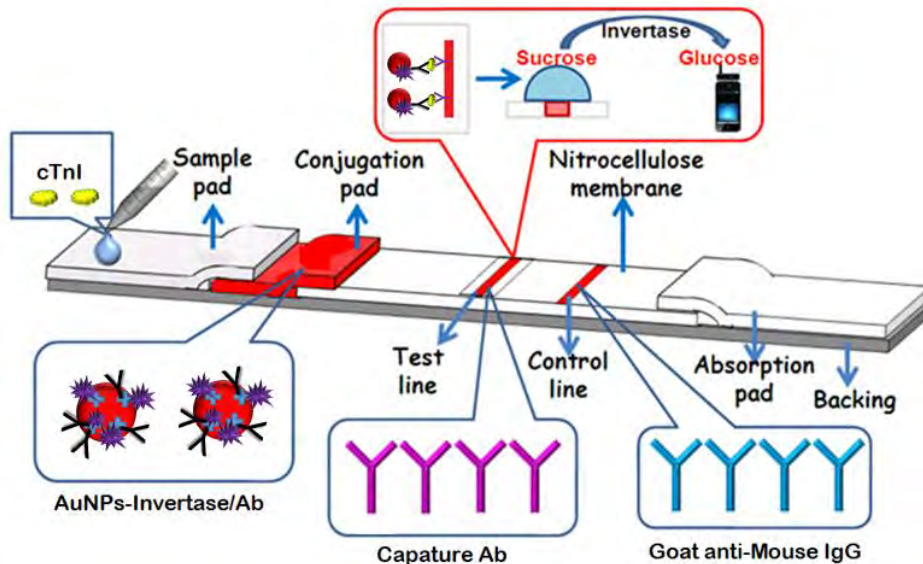 Invertase
Sucrose
Glucose
cTnI
Sample
pad
Conjugation
pad
Nitrocellulose
membrane
Test
line
Control
line
Absorption
pad
Backing
AuNPs-Invertase/Ab
Capature Ab
Goat anti-Mouse IgG